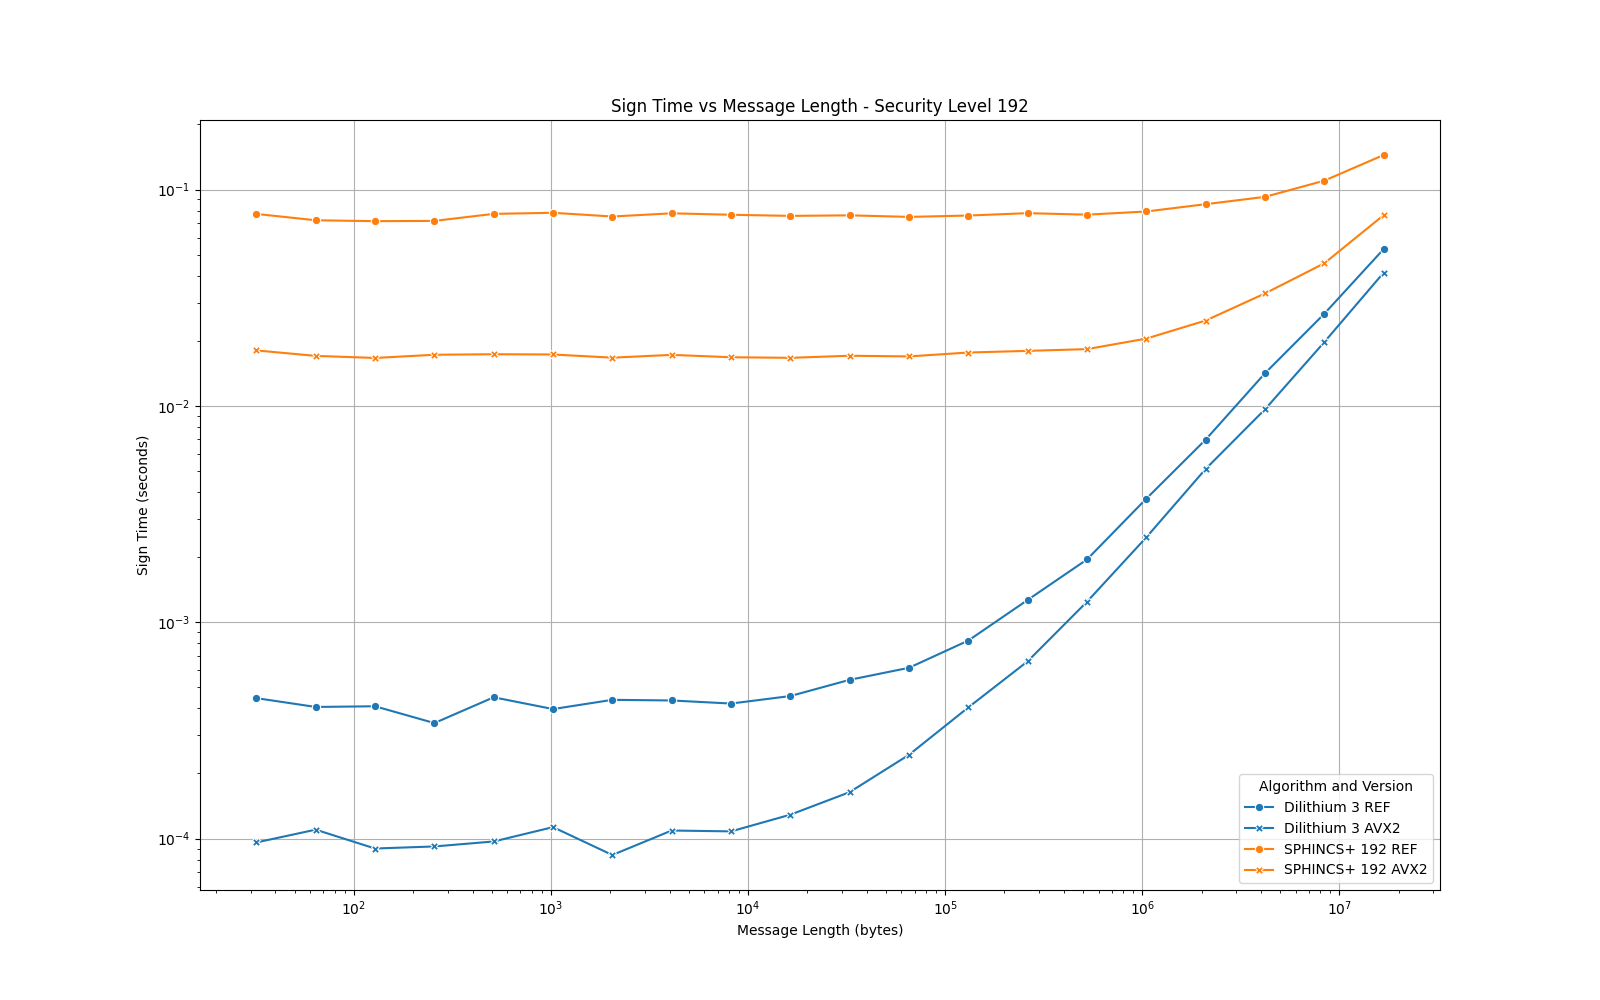 Sign Time vs Message Length - Security Level 192
Sign Time (seconds)
10⁻¹
10⁻²
10⁻³
10⁻⁴
10² 10³ 10⁴ 10⁵ 10⁶ 10⁷
Message Length (bytes)
Algorithm and Version
Dilithium 3 REF
Dilithium 3 AVX2
SPHINCS+ 192 REF
SPHINCS+ 192 AVX2